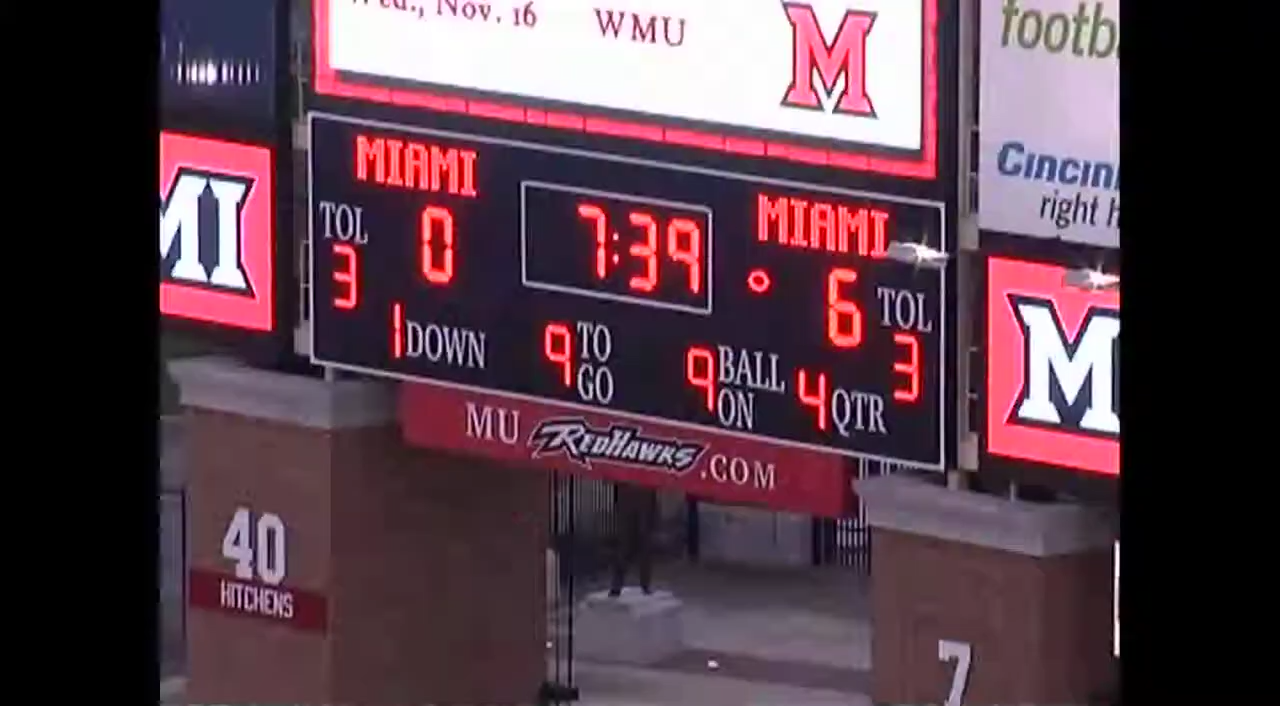 Wed., Nov. 16 WMU
M
footb
Cincin
right h
MI
M
MIAMI 7:39 MIAMI
TOL 0 6 TOL
3 3
1 DOWN 9 TO GO 9 BALL ON 4 QTR
MU REDHAWKS .COM
40
HITCHENS
7